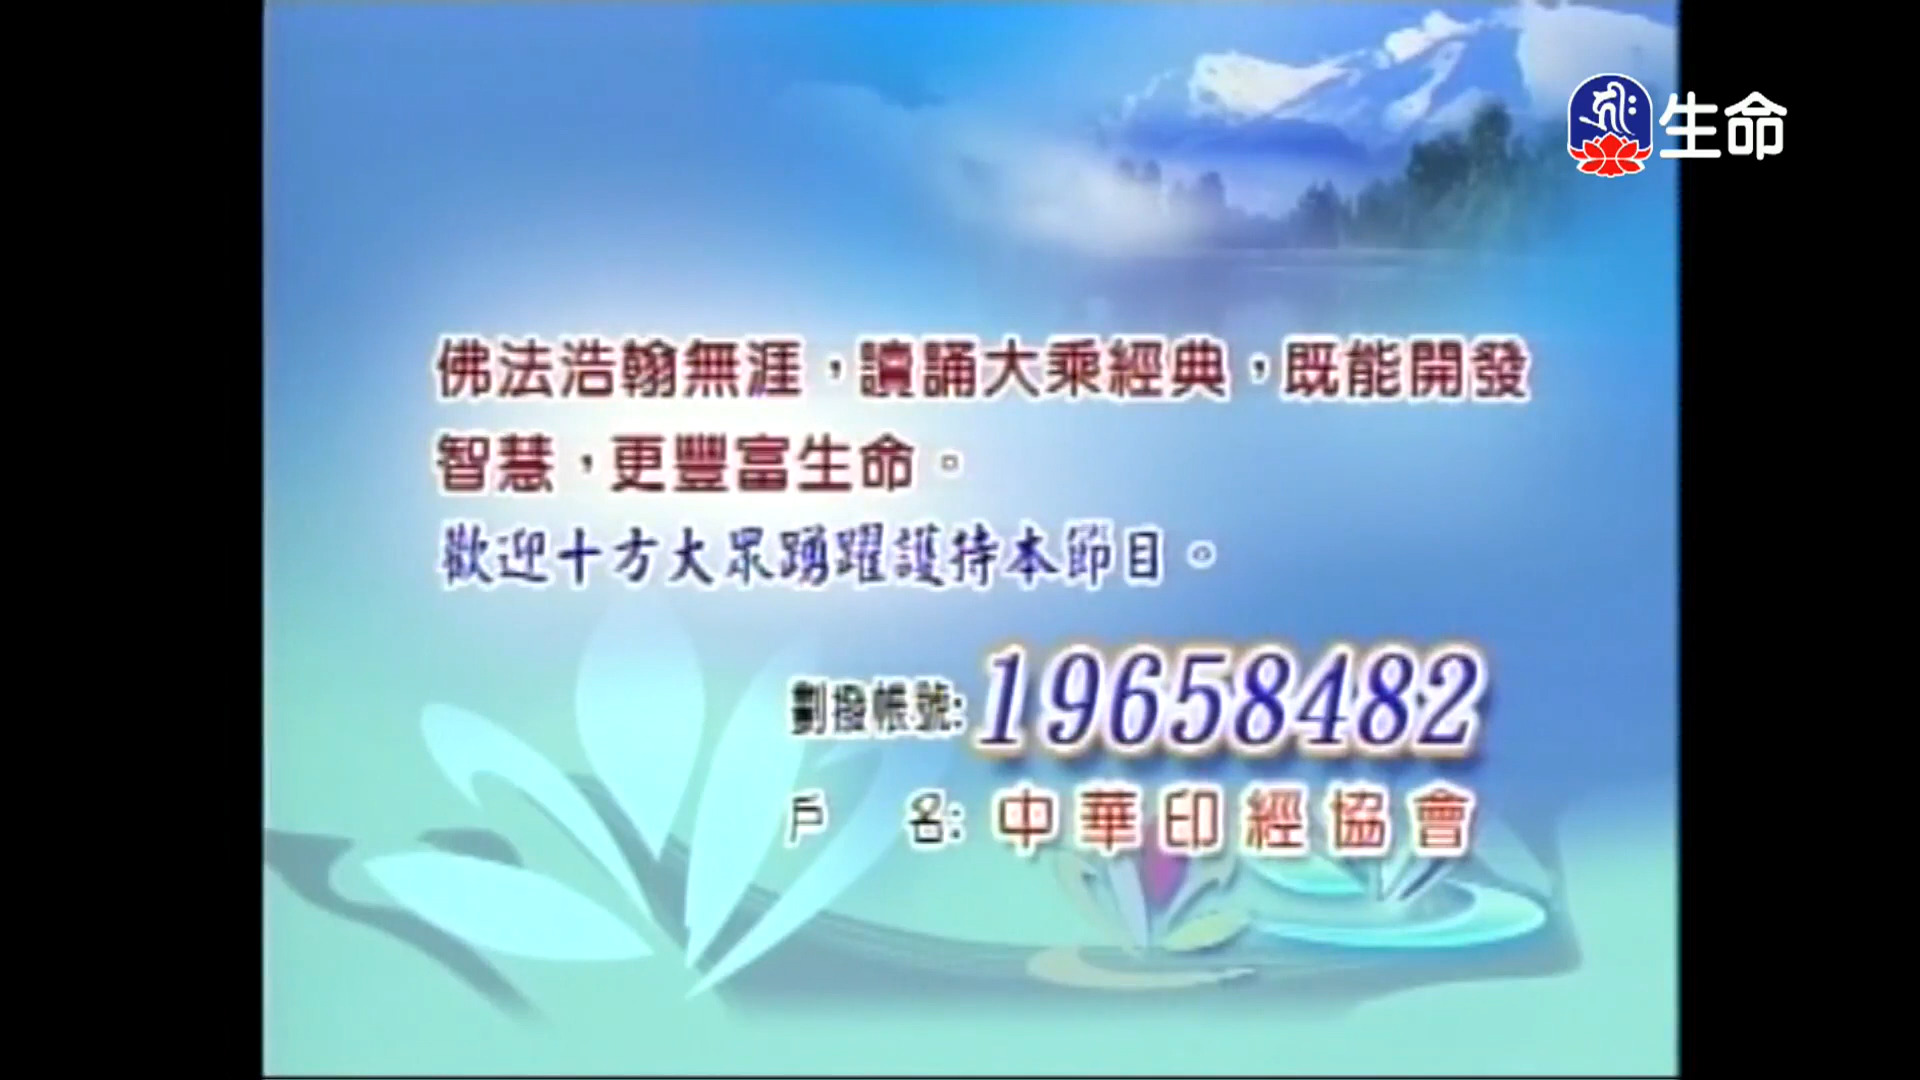 生命
佛法浩翰無涯，讀誦大乘經典，既能開發
智慧，更豐富生命。
歡迎十方大眾踴躍護持本節目。
劃撥帳號:19658482
戶 名:中華印經協會